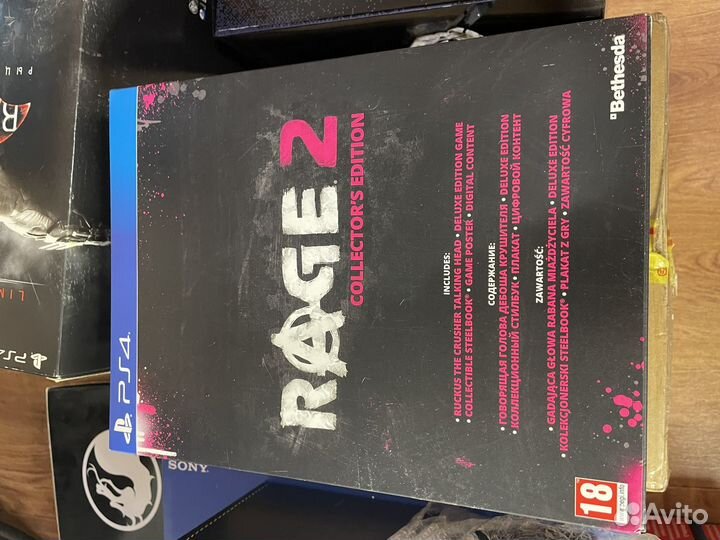 PS4
RAGE 2
COLLECTOR'S EDITION
INCLUDES:
• RUCKUS THE CRUSHER TALKING HEAD • DELUXE EDITION GAME
• COLLECTIBLE STEELBOOK® • GAME POSTER • DIGITAL CONTENT
СОДЕРЖАНИЕ:
• ГОВОРЯЩАЯ ГОЛОВА ДЕБОША КРУШИТЕЛЯ • DELUXE EDITION
• КОЛЛЕКЦИОННЫЙ СТИЛБУК • ПЛАКАТ • ЦИФРОВОЙ КОНТЕНТ
ZAWARTOŚĆ:
• GADAJĄCA GŁOWA RABANA MIAŻDŻYCIELA • DELUXE EDITION
• KOLEKCJONERSKI STEELBOOK® • PLAKAT Z GRY • ZAWARTOŚĆ CYFROWA
Bethesda
18
PS4
SONY
Avito